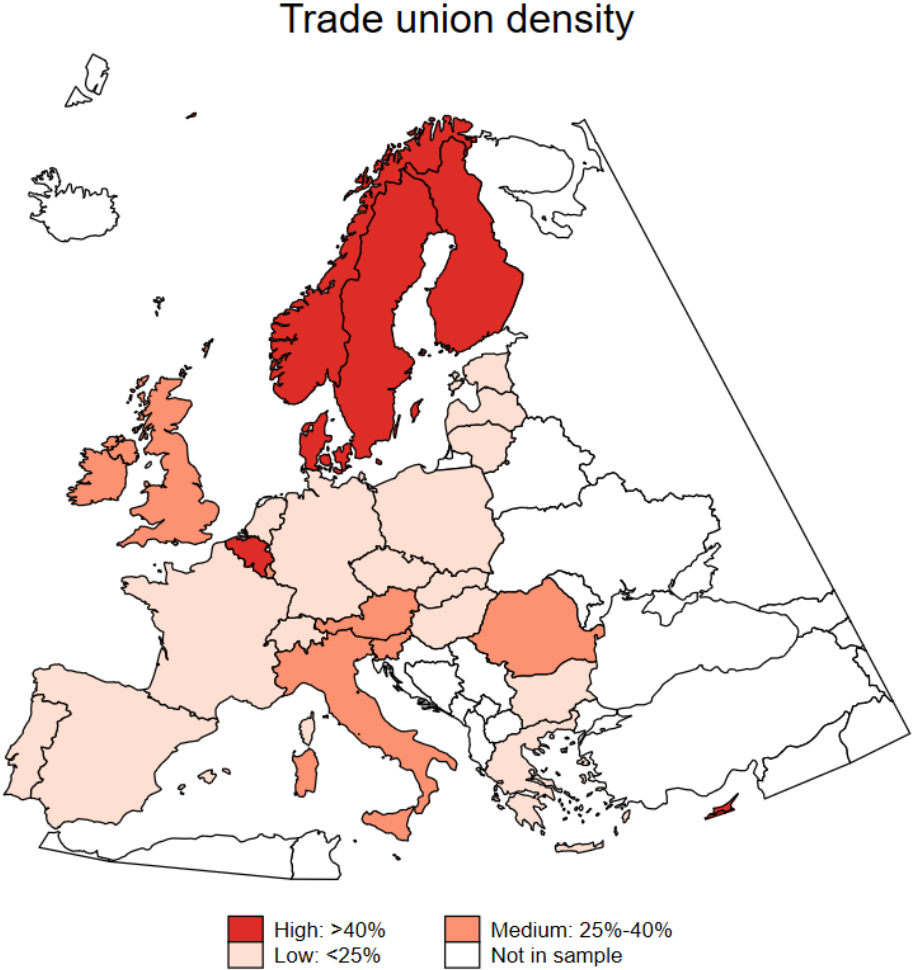 Trade union density
High: >40%
Medium: 25%-40%
Low: <25%
Not in sample